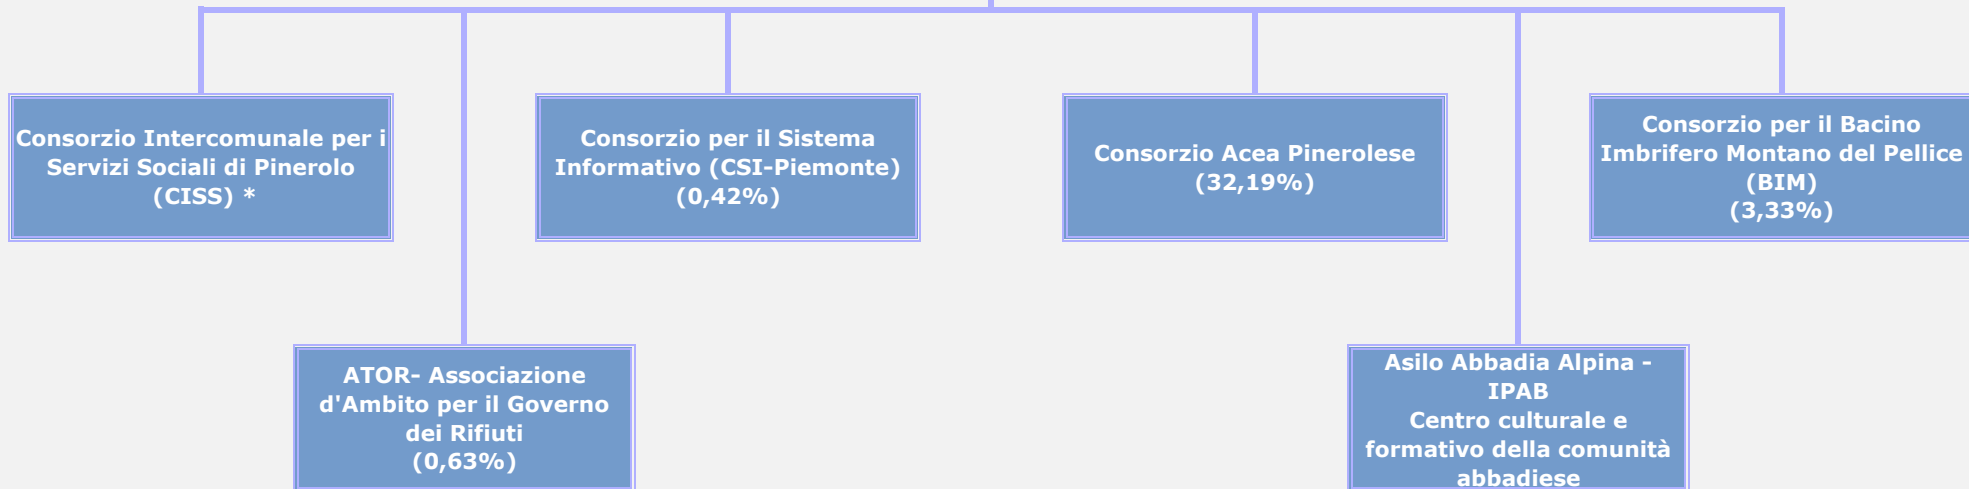 Consorzio Intercomunale per i
Servizi Sociali di Pinerolo
(CISS) *
Consorzio per il Sistema
Informativo (CSI-Piemonte)
(0,42%)
Consorzio Acea Pinerolese
(32,19%)
Consorzio per il Bacino
Imbrifero Montano del Pellice
(BIM)
(3,33%)
ATOR- Associazione
d'Ambito per il Governo
dei Rifiuti
(0,63%)
Asilo Abbadia Alpina -
IPAB
Centro culturale e
formativo della comunità
abbadiese